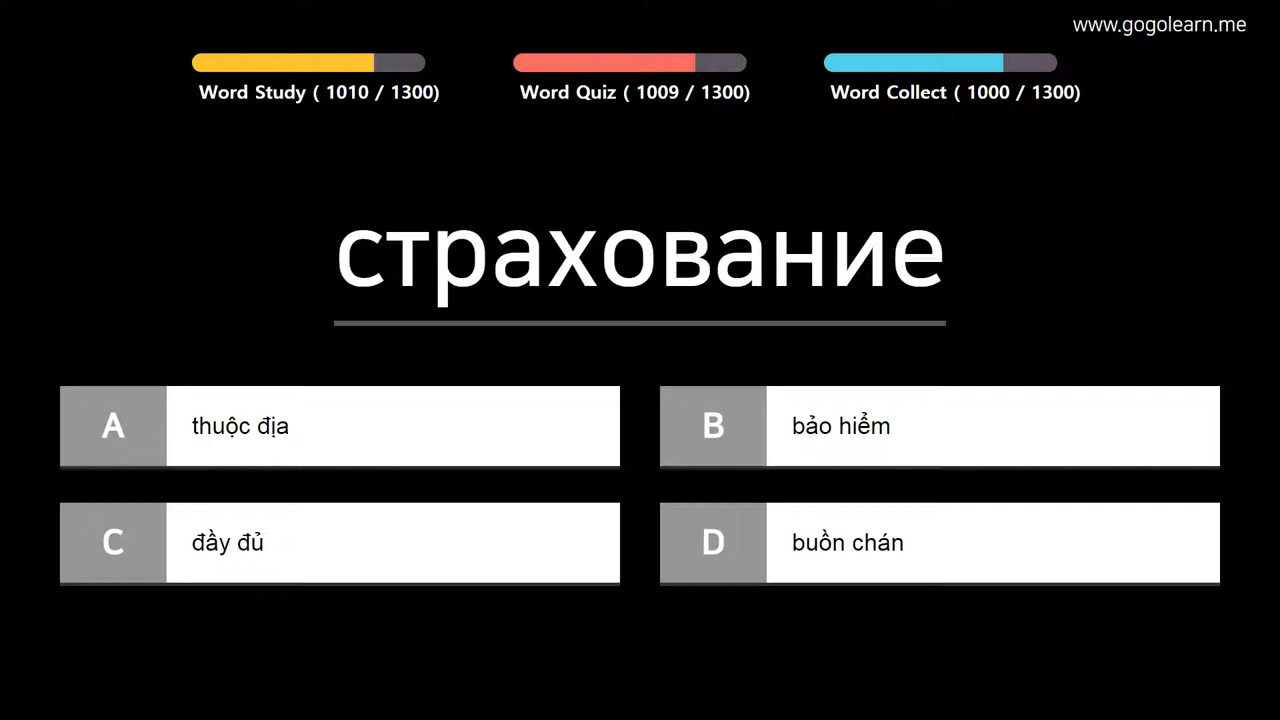 www.gogolearn.me
Word Study ( 1010 / 1300)
Word Quiz ( 1009 / 1300)
Word Collect ( 1000 / 1300)
страхование
A thuộc địa
B bảo hiểm
C đầy đủ
D buồn chán